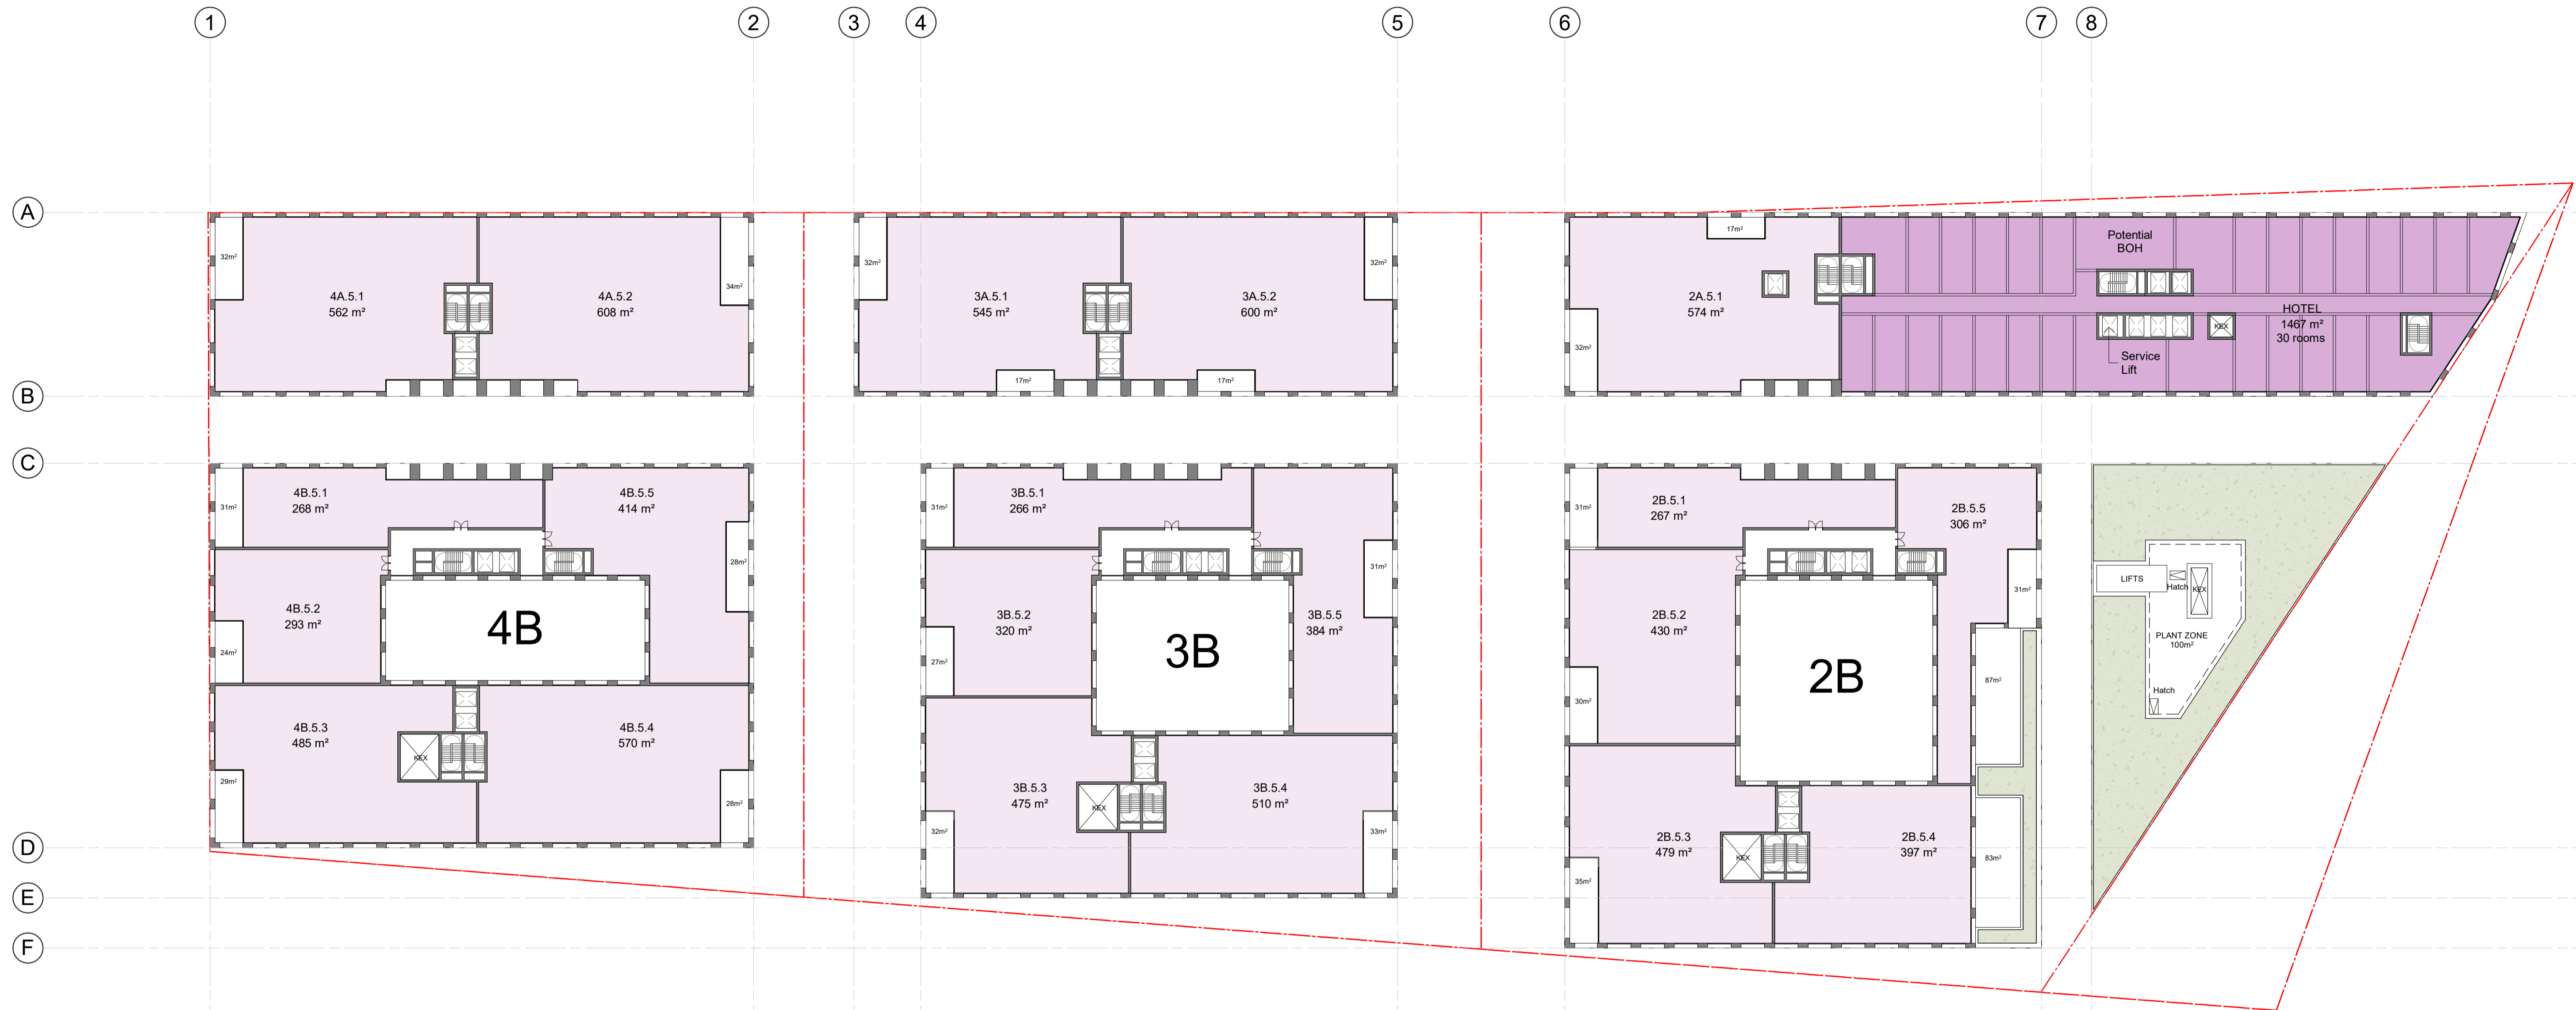 1
2
3
4
5
6
7
8
A
B
C
D
E
F
32m²
4A.5.1
562 m²
4A.5.2
608 m²
34m²
32m²
3A.5.1
545 m²
3A.5.2
600 m²
32m²
17m²
17m²
17m²
2A.5.1
574 m²
32m²
Potential
BOH
HOTEL
1467 m²
30 rooms
KEX
Service
Lift
31m²
4B.5.1
268 m²
4B.5.5
414 m²
28m²
4B.5.2
293 m²
24m²
4B
4B.5.3
485 m²
4B.5.4
570 m²
KEX
29m²
28m²
31m²
3B.5.1
266 m²
31m²
3B.5.2
320 m²
3B.5.5
384 m²
27m²
3B
3B.5.3
475 m²
3B.5.4
510 m²
KEX
32m²
33m²
31m²
2B.5.1
267 m²
2B.5.5
306 m²
31m²
2B.5.2
430 m²
30m²
2B
87m²
2B.5.3
479 m²
2B.5.4
397 m²
KEX
35m²
83m²
LIFTS
Hatch
KEX
PLANT ZONE
100m²
Hatch